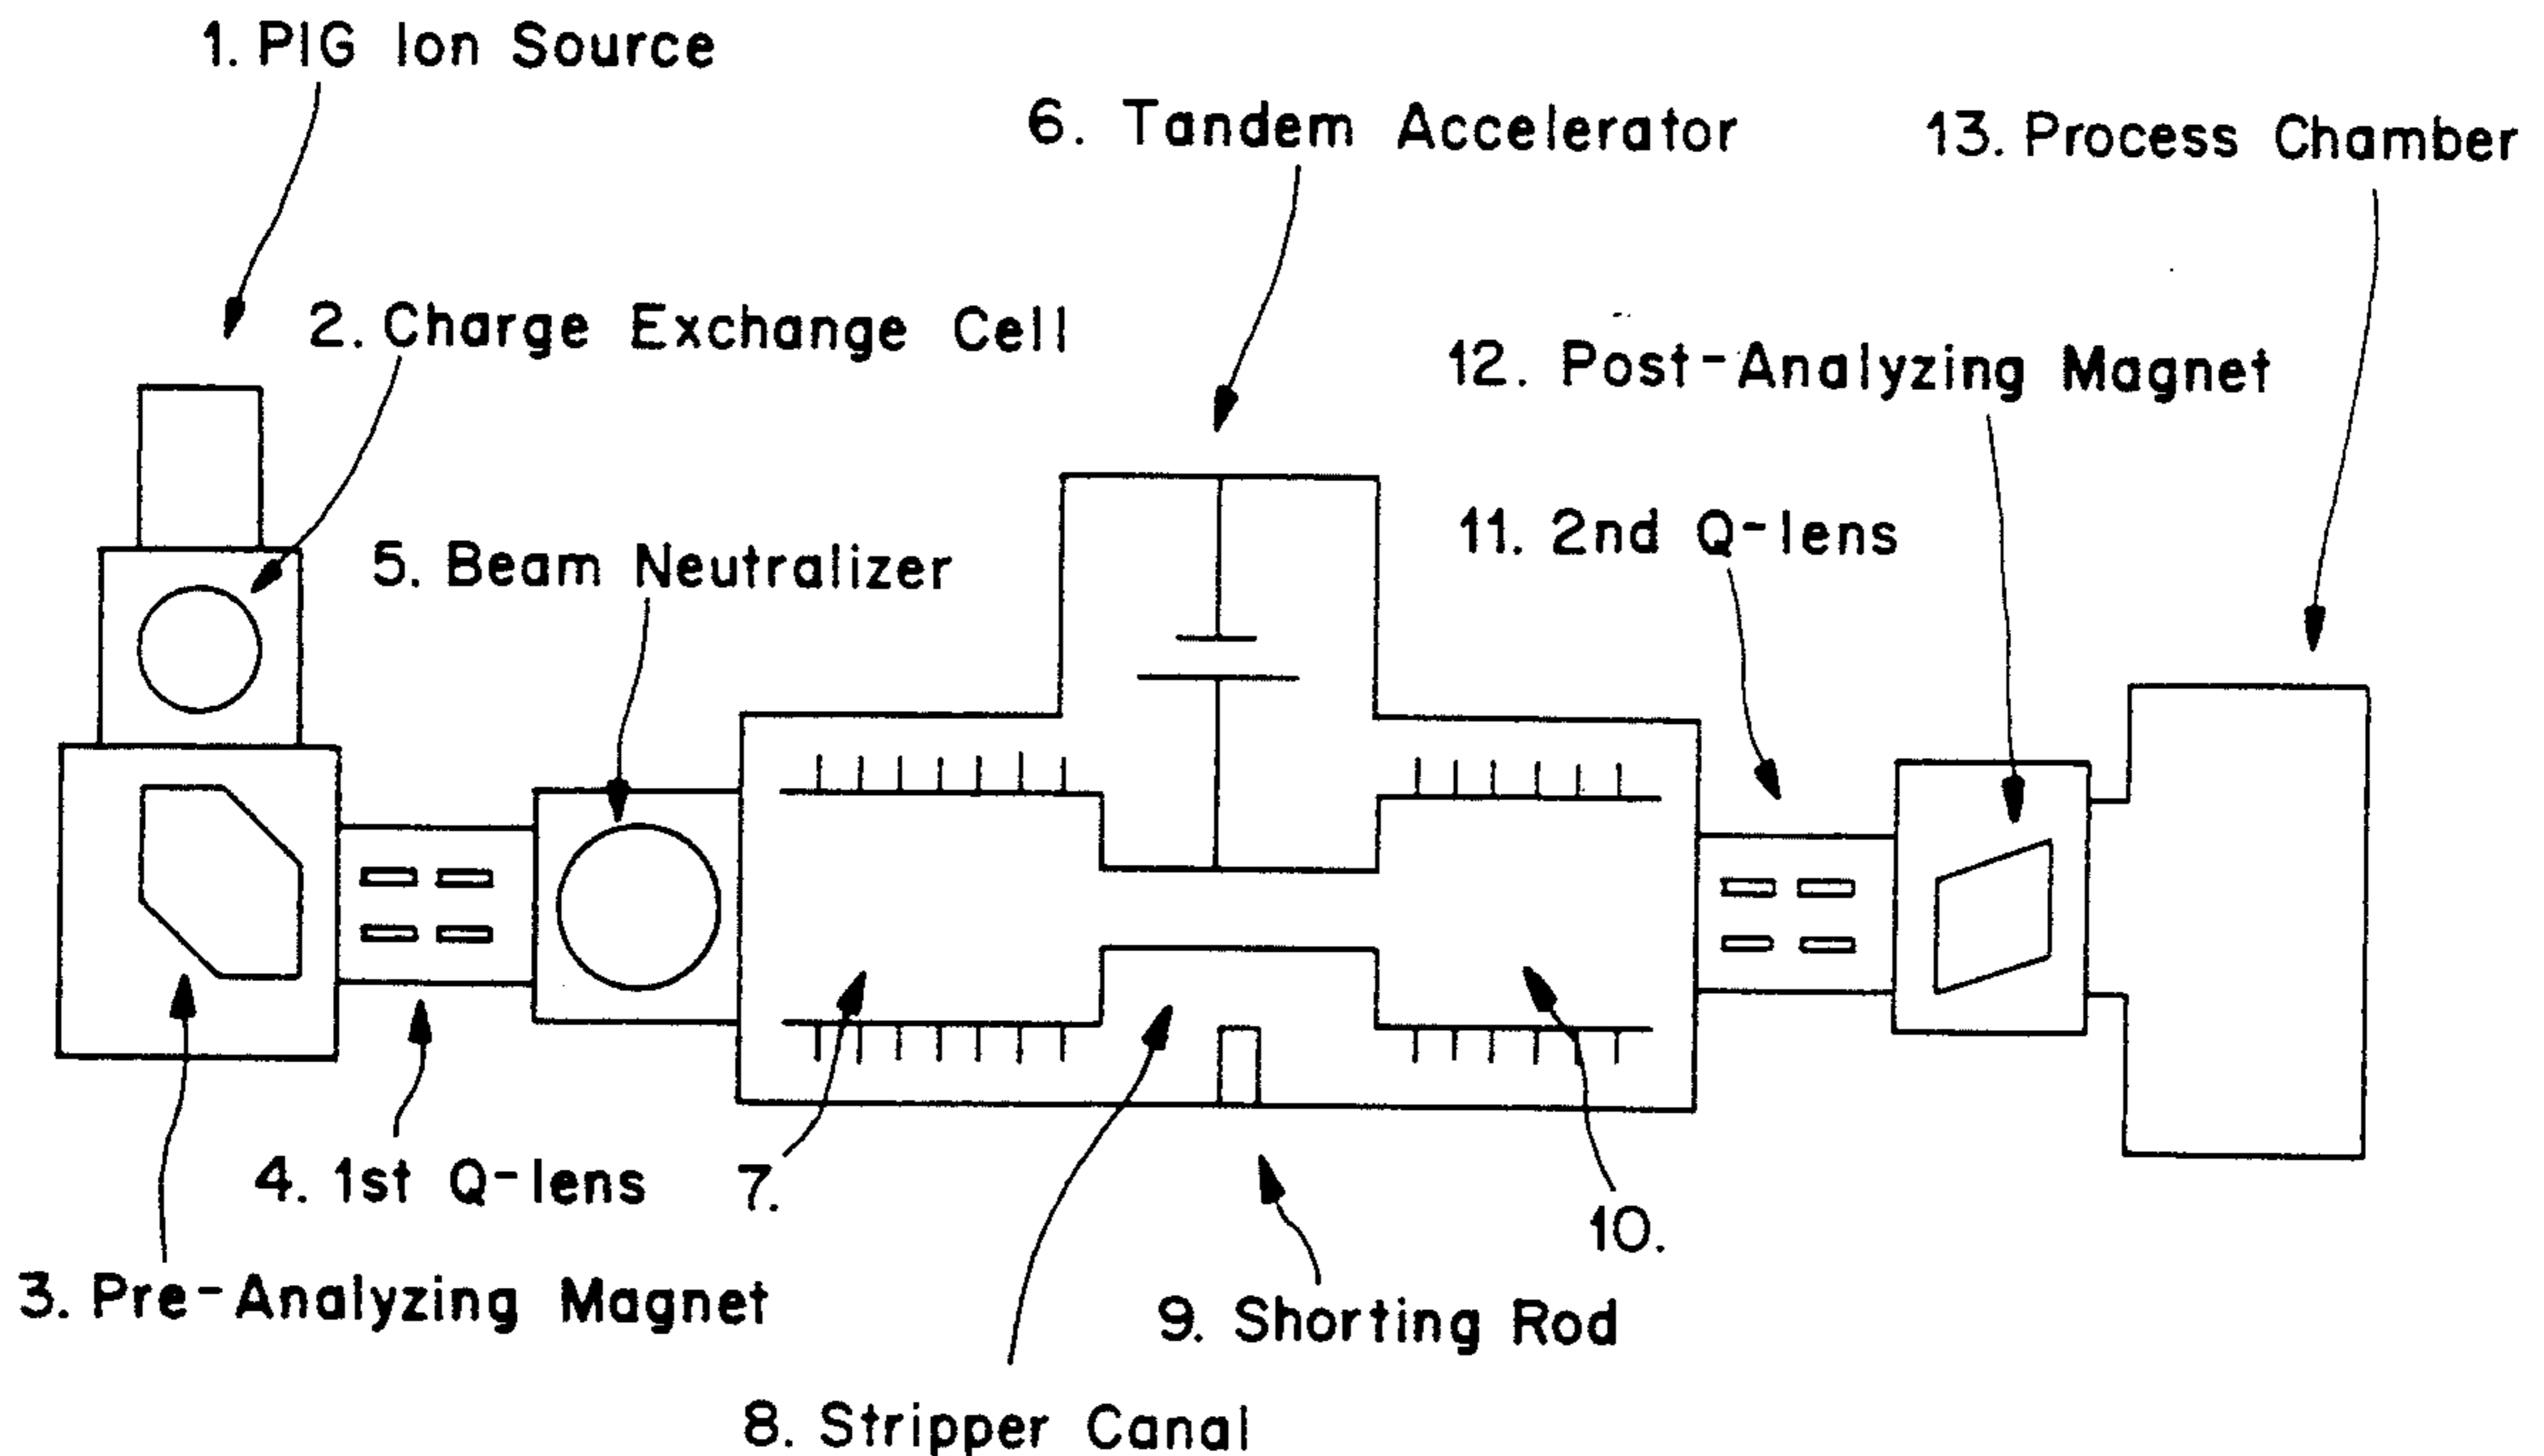 1. PIG Ion Source
6. Tandem Accelerator
13. Process Chamber
2. Charge Exchange Cell
12. Post-Analyzing Magnet
11. 2nd Q-lens
5. Beam Neutralizer
4. 1st Q-lens
7.
10.
3. Pre-Analyzing Magnet
9. Shorting Rod
8. Stripper Canal